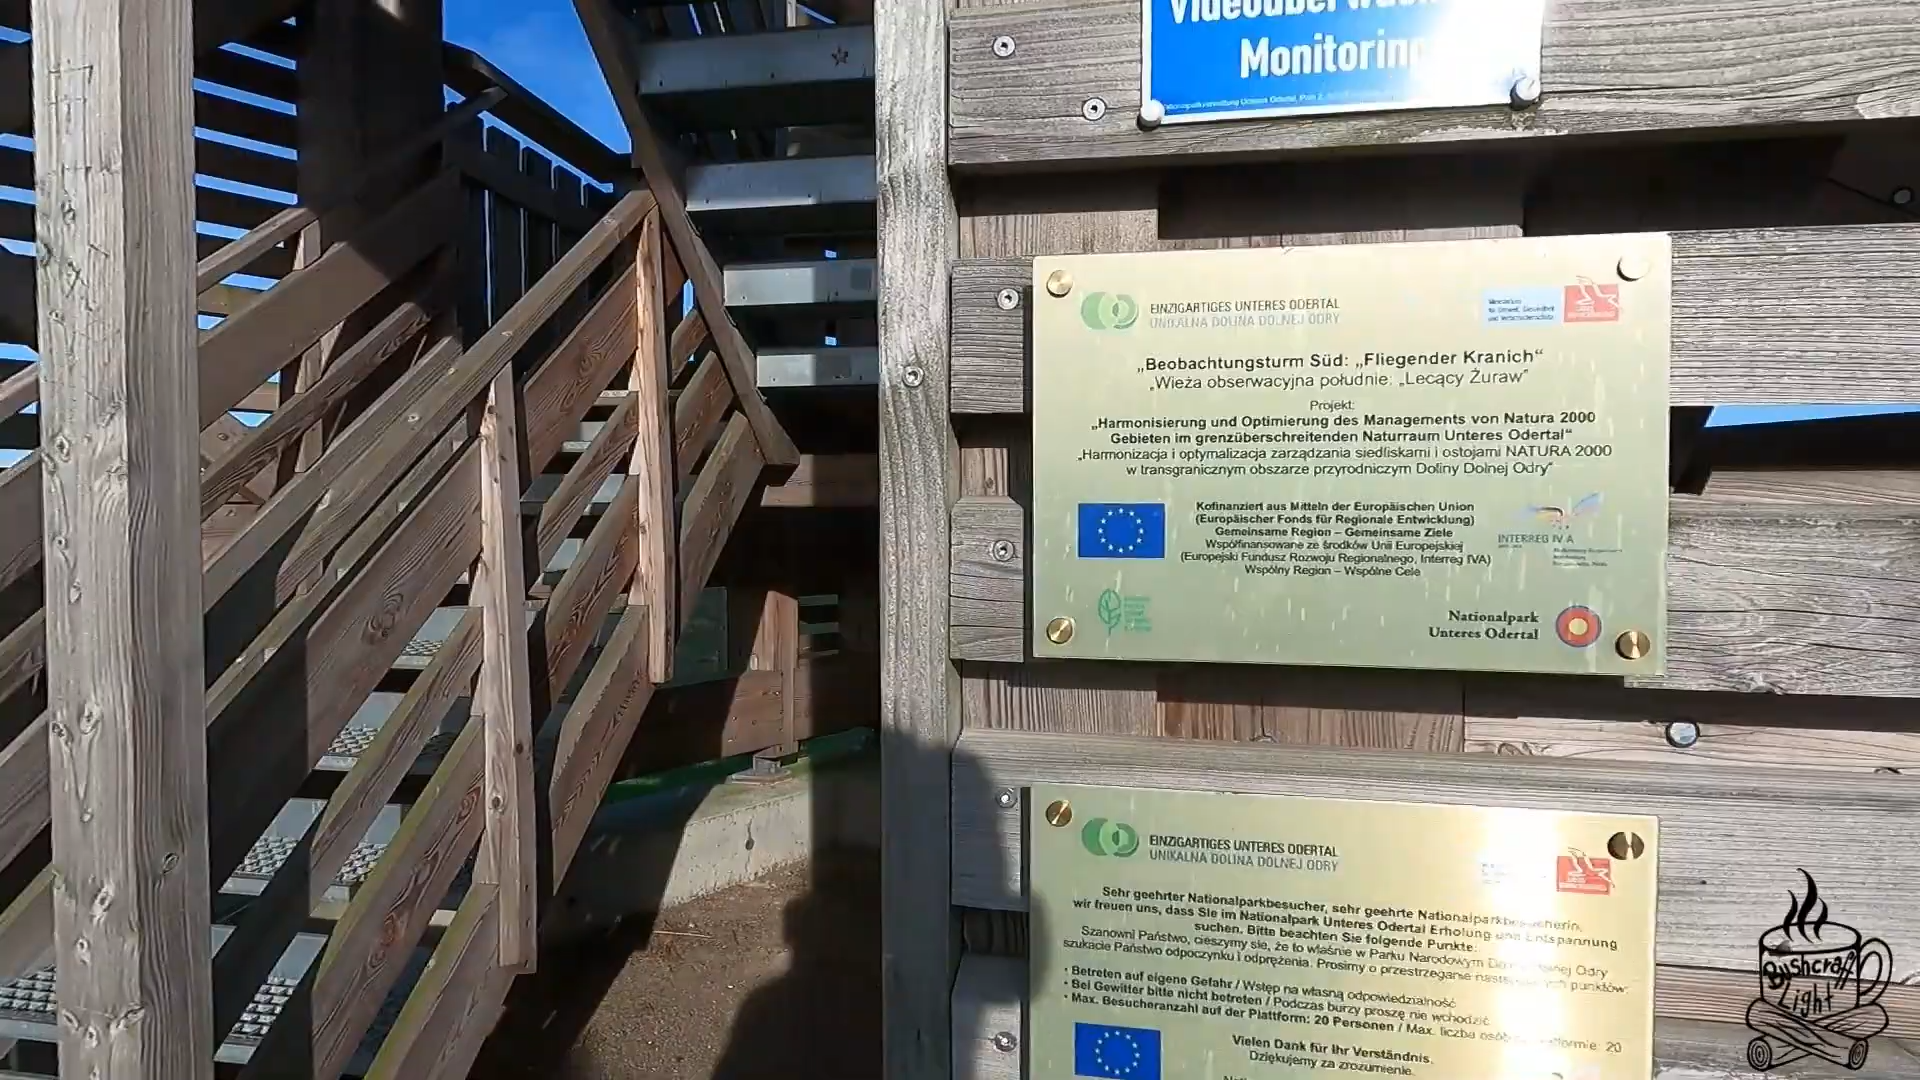 Monitoring
EINZIGARTIGES UNTERES ODERTAL
UNIKALNA DOLINA DOLNEJ ODRY
„Beobachtungsturm Süd: „Fliegender Kranich“
„Wieża obserwacyjna południe: „Lecący Żuraw”
Projekt:
„Harmonisierung und Optimierung des Managements von Natura 2000
Gebieten im grenzüberschreitenden Naturraum Unteres Odertal“
„Harmonizacja i optymalizacja zarządzania siedliskami i ostojami NATURA 2000
w transgranicznym obszarze przyrodniczym Doliny Dolnej Odry”
Kofinanziert aus Mitteln der Europäischen Union
(Europäischer Fonds für Regionale Entwicklung)
Gemeinsame Region – Gemeinsame Ziele
Współfinansowane ze środków Unii Europejskiej
(Europejski Fundusz Rozwoju Regionalnego, Interreg IVA)
Wspólny Region – Wspólne Cele
INTERREG IV A
Nationalpark
Unteres Odertal
EINZIGARTIGES UNTERES ODERTAL
UNIKALNA DOLINA DOLNEJ ODRY
Sehr geehrter Nationalparkbesucher, sehr geehrte Nationalparkbesucherin,
wir freuen uns, dass Sie im Nationalpark Unteres Odertal Erholung und Entspannung
suchen. Bitte beachten Sie folgende Punkte:
Szanowni Państwo, cieszymy się, że to właśnie w Parku Narodowym Dolnej Odry
szukacie Państwo odpoczynku i odprężenia. Prosimy o przestrzeganie punktów:
• Betreten auf eigene Gefahr / Wstęp na własną odpowiedzialność
• Bei Gewitter bitte nicht betreten / Podczas burzy proszę nie wchodzić
• Max. Besucheranzahl auf der Plattform: 20 Personen / Max. liczba osób 20
Vielen Dank für Ihr Verständnis.
Dziękujemy za zrozumienie.
Bushcraft
Light